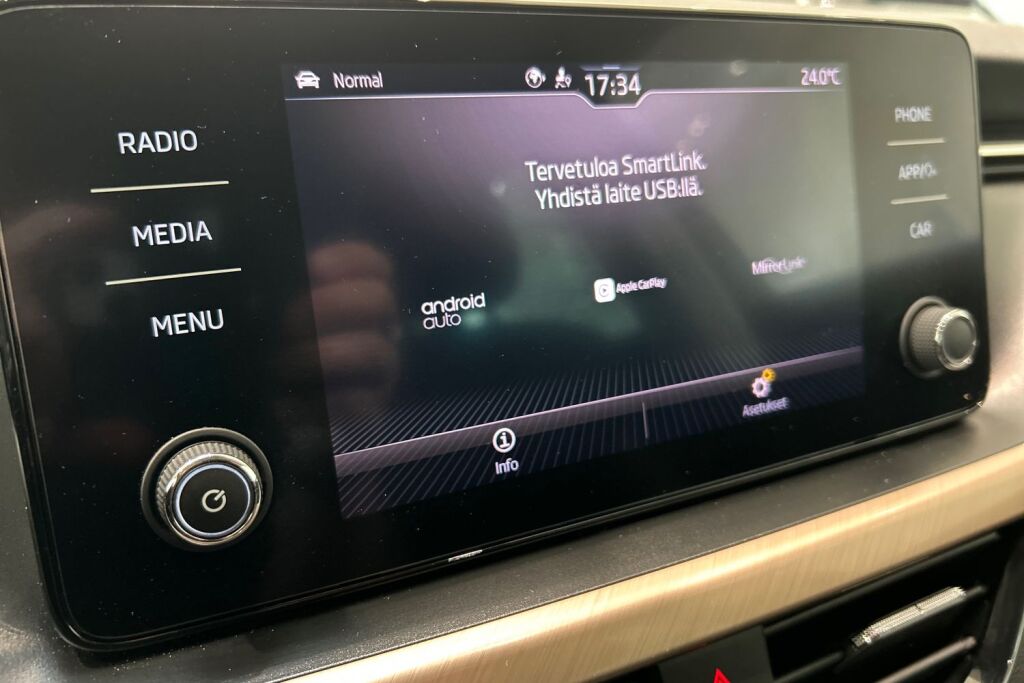 Normal
17:34
24.0°C
RADIO
MEDIA
MENU
Tervetuloa SmartLink.
Yhdistä laite USB:llä.
android
auto
Apple CarPlay
MirrorLink
Info
Asetukset
PHONE
APP/
CAR